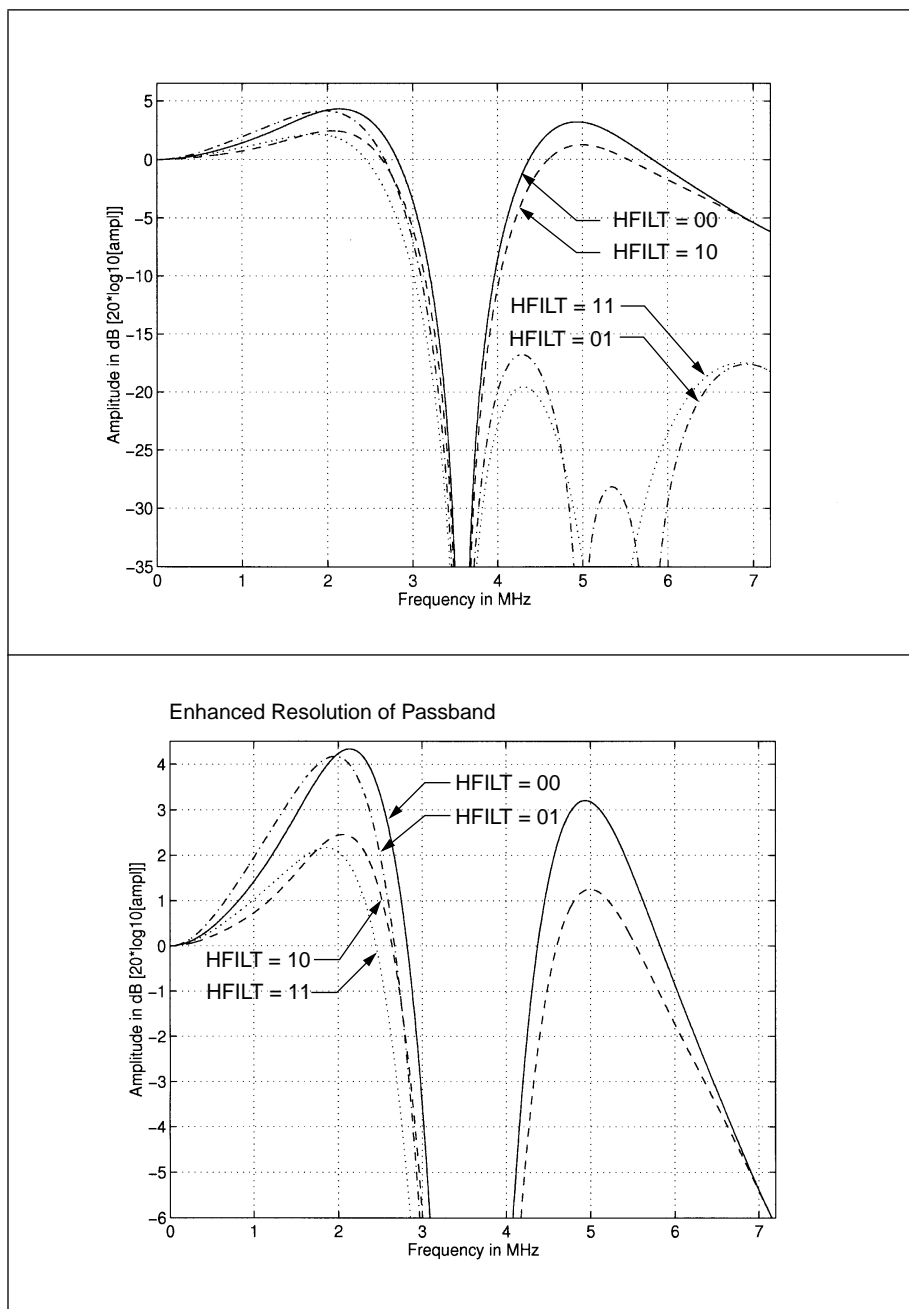 5
0
−5
−10
−15
−20
−25
−30
−35
Amplitude in dB [20*log10[ampl]]
HFILT = 00
HFILT = 10
HFILT = 11
HFILT = 01
0 1 2 3 4 5 6 7
Frequency in MHz
Enhanced Resolution of Passband
4
3
2
1
0
−1
−2
−3
−4
−5
−6
Amplitude in dB [20*log10[ampl]]
HFILT = 00
HFILT = 01
HFILT = 10
HFILT = 11
0 1 2 3 4 5 6 7
Frequency in MHz